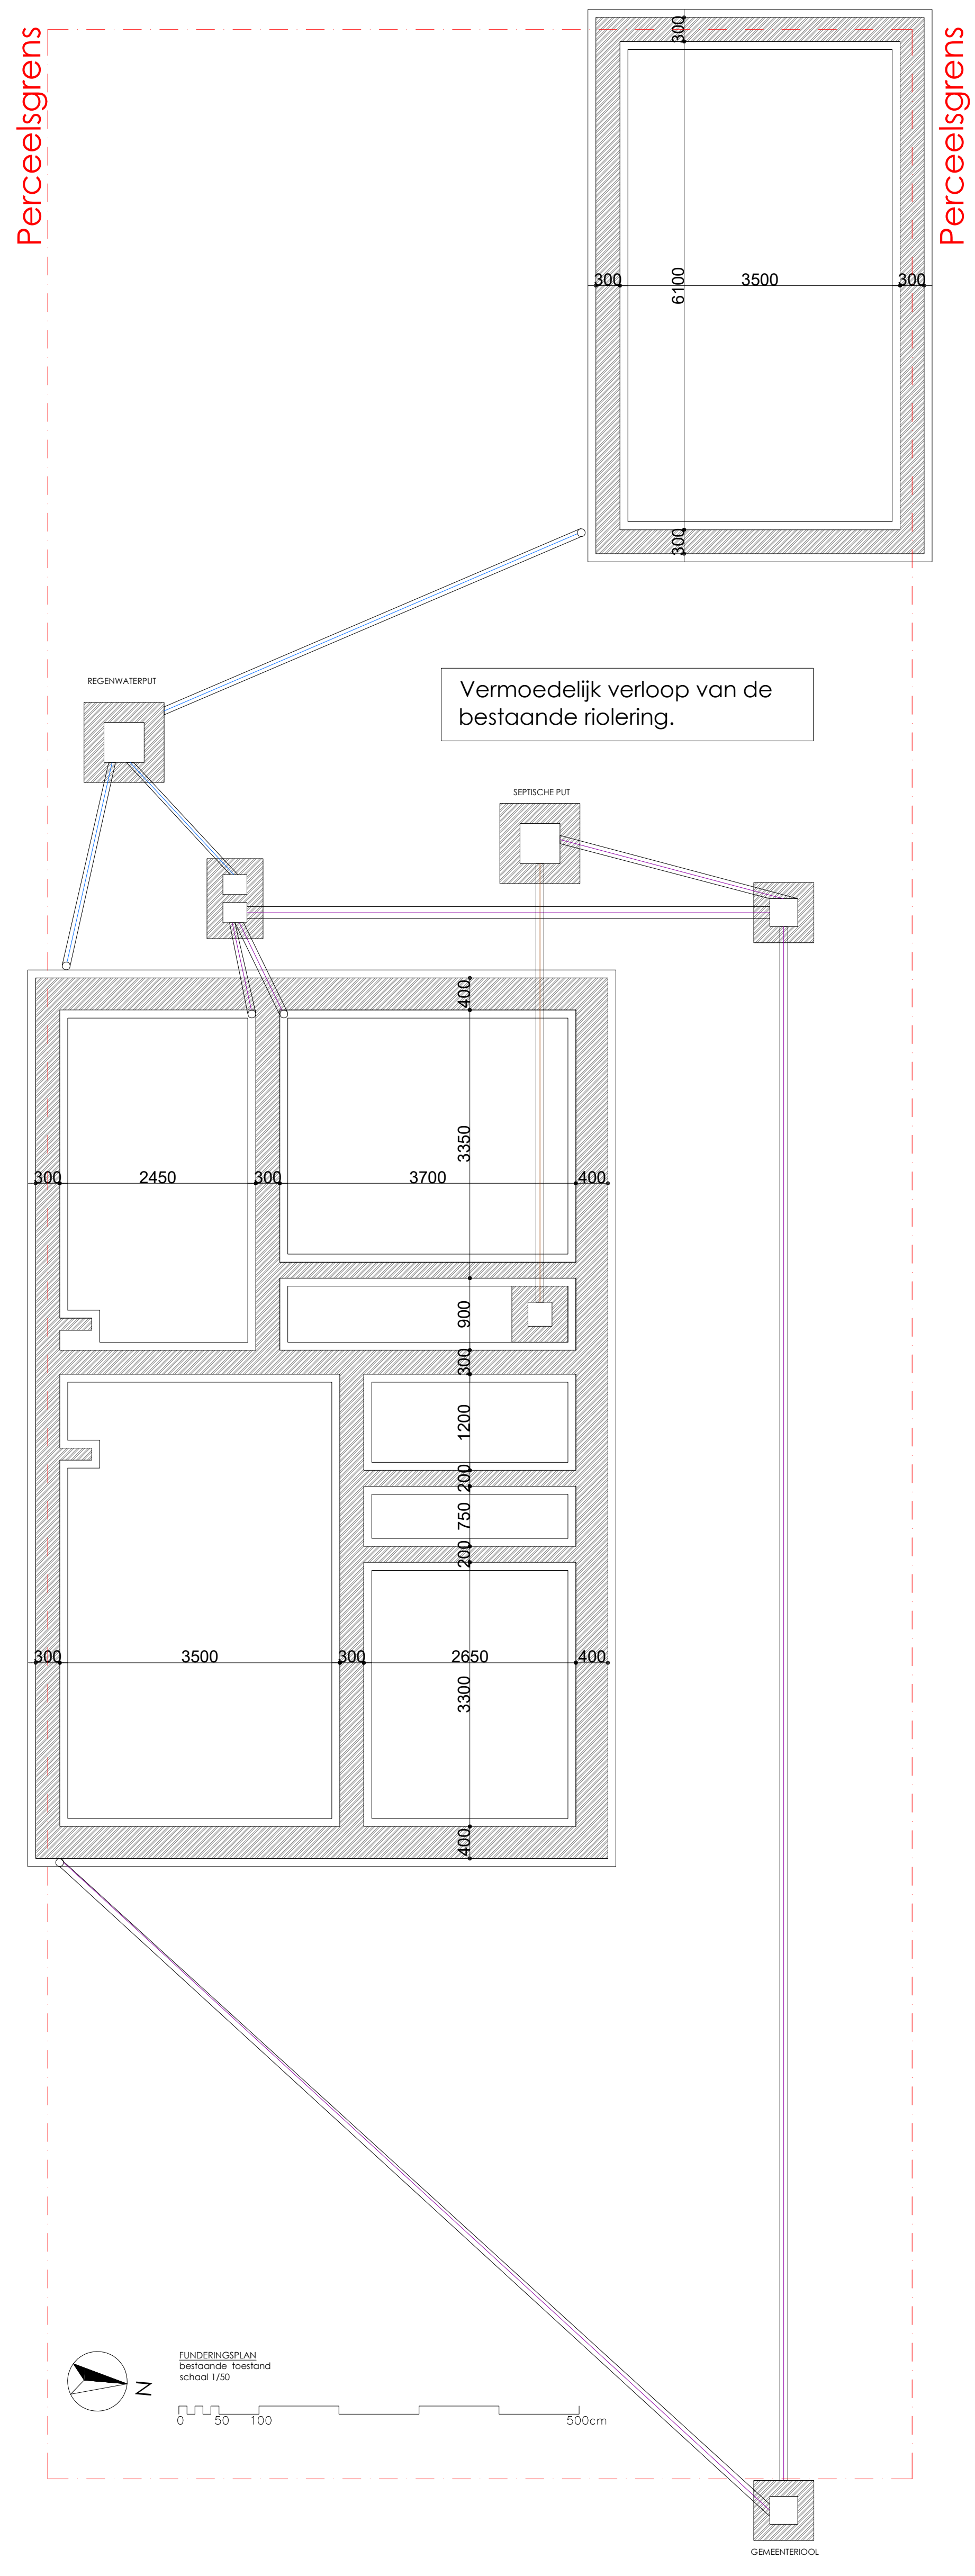 Perceelsgrens
Perceelsgrens
300
300
6100
3500
300
300
REGENWATERPUT
Vermoedelijk verloop van de
bestaande riolering.
SEPTISCHE PUT
400
3350
300
2450
300
3700
400
900
300
1200
200
750
200
300
3500
300
2650
400
3300
400
FUNDERINGSPLAN
bestaande toestand
schaal 1/50
N
0 50 100 500cm
GEMEENTERIOOL